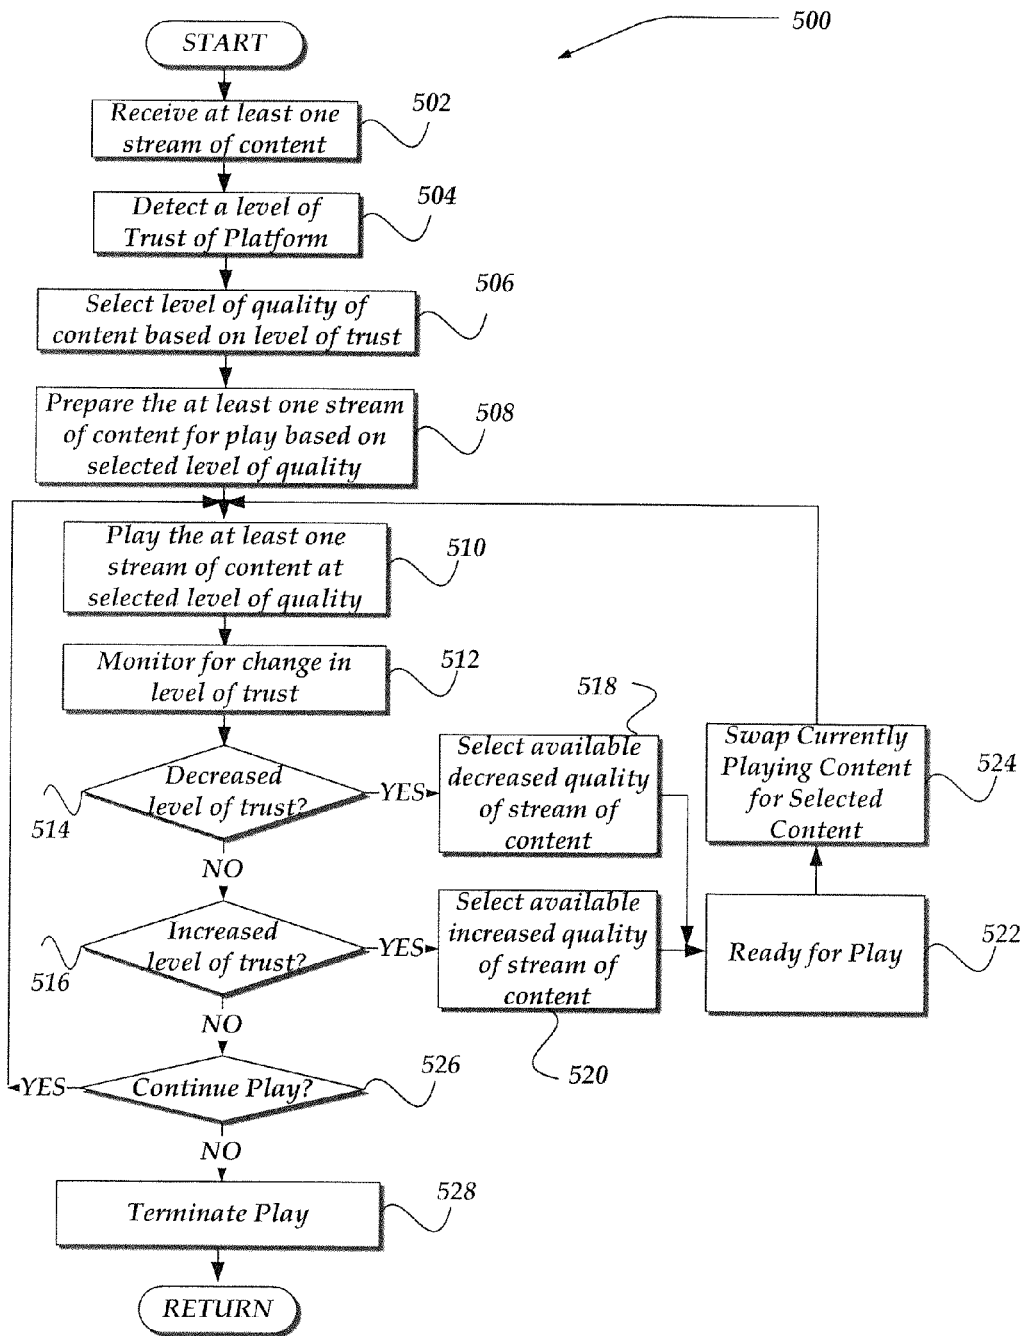 500
START
Receive at least one
stream of content
502
Detect a level of
Trust of Platform
504
Select level of quality of
content based on level of trust
506
Prepare the at least one stream
of content for play based on
selected level of quality
508
Play the at least one
stream of content at
selected level of quality
510
Monitor for change in
level of trust
512
Decreased
level of trust?
514
YES
NO
518
Select available
decreased quality
of stream of
content
Swap Currently
Playing Content
for Selected
Content
524
Increased
level of trust?
516
YES
NO
Select available
increased quality
of stream of
content
520
Ready for Play
522
YES
Continue Play?
526
NO
Terminate Play
528
RETURN